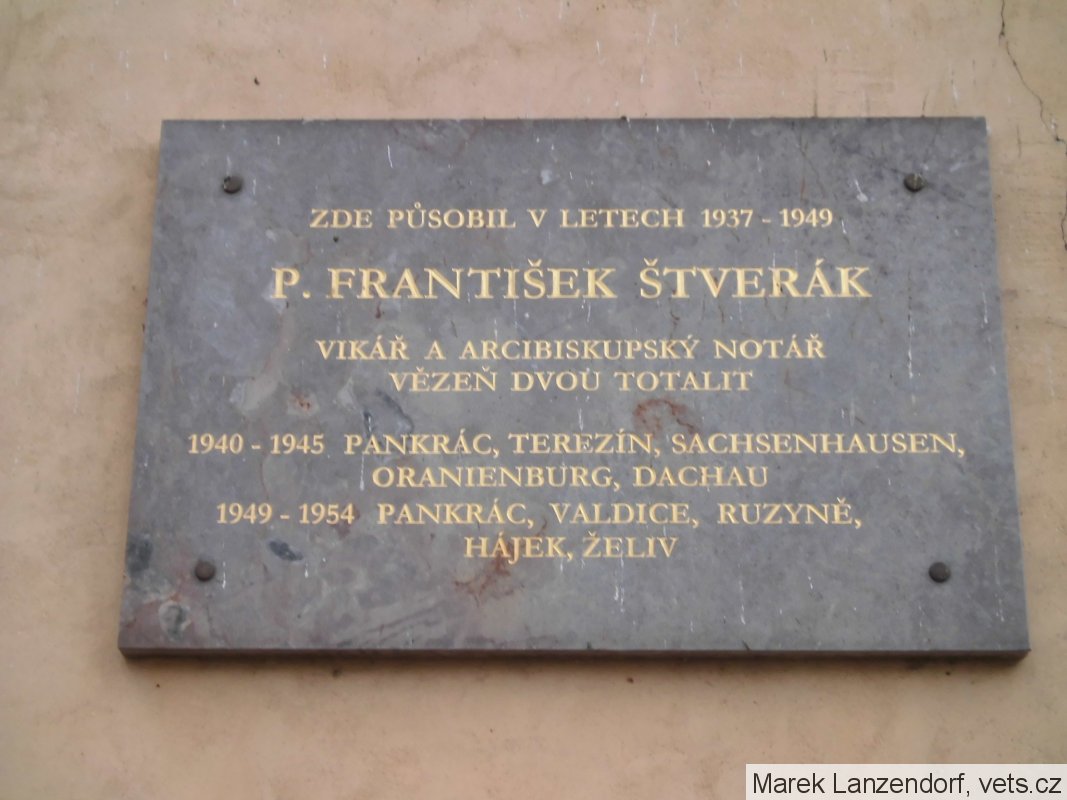 ZDE PŮSOBIL V LETECH 1937 - 1949
P. FRANTIŠEK ŠTVERÁK
VIKÁŘ A ARCIBISKUPSKÝ NOTÁŘ
VĚZEŇ DVOU TOTALIT
1940 - 1945 PANKRÁC, TEREZÍN, SACHSENHAUSEN,
ORANIENBURG, DACHAU
1949 - 1954 PANKRÁC, VALDICE, RUZYNĚ,
HÁJEK, ŽELIV
Marek Lanzendorf, vets.cz